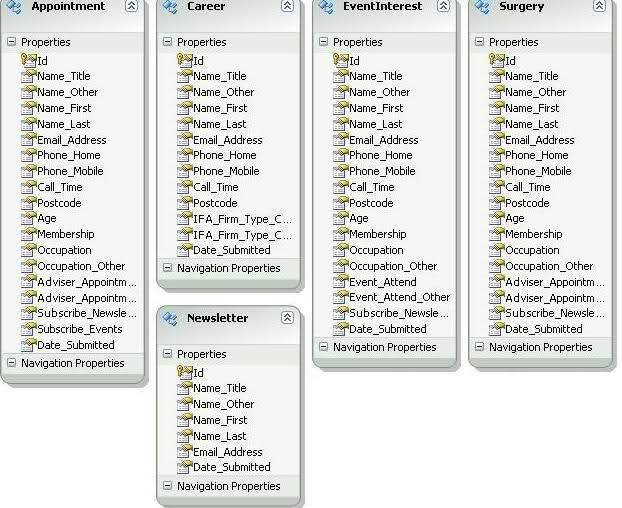 Appointment
Properties
Id
Name_Title
Name_Other
Name_First
Name_Last
Email_Address
Phone_Home
Phone_Mobile
Call_Time
Postcode
Age
Membership
Occupation
Occupation_Other
Adviser_Appointm...
Adviser_Appointm...
Subscribe_Newsle...
Subscribe_Events
Date_Submitted
Navigation Properties
Career
Properties
Id
Name_Title
Name_Other
Name_First
Name_Last
Email_Address
Phone_Home
Phone_Mobile
Call_Time
Postcode
IFA_Firm_Type_C...
IFA_Firm_Type_C...
Date_Submitted
Navigation Properties
Newsletter
Properties
Id
Name_Title
Name_Other
Name_First
Name_Last
Email_Address
Date_Submitted
Navigation Properties
EventInterest
Properties
Id
Name_Title
Name_Other
Name_First
Name_Last
Email_Address
Phone_Home
Phone_Mobile
Call_Time
Postcode
Age
Membership
Occupation
Occupation_Other
Event_Attend
Event_Attend_Other
Subscribe_Newsle...
Date_Submitted
Navigation Properties
Surgery
Properties
Id
Name_Title
Name_Other
Name_First
Name_Last
Email_Address
Phone_Home
Phone_Mobile
Call_Time
Postcode
Age
Membership
Occupation
Occupation_Other
Adviser_Appointm...
Adviser_Appointm...
Subscribe_Newsle...
Date_Submitted
Navigation Properties